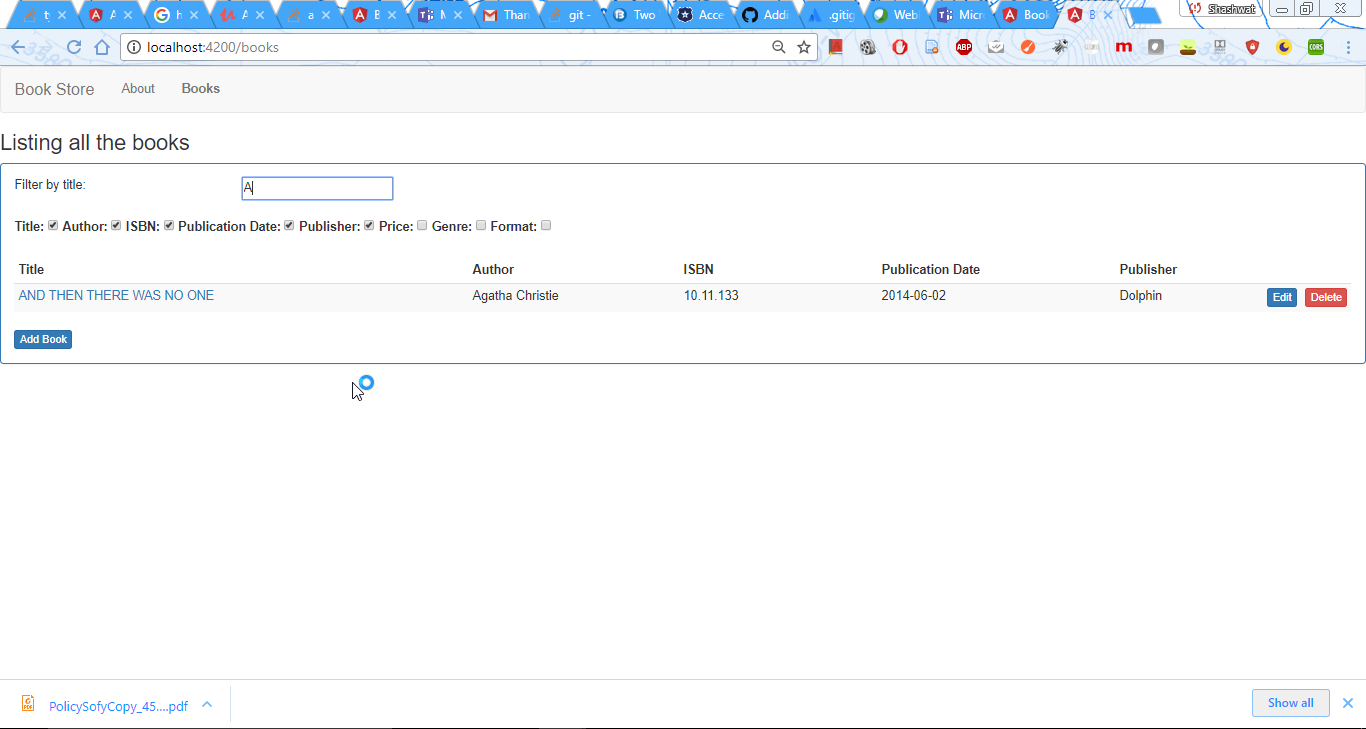 Than git - Two Acce Addi .gitig Web Micr Book Shashwat
localhost:4200/books
ABP m CORS
Book Store About Books
Listing all the books
Filter by title: A
Title: Author: ISBN: Publication Date: Publisher: Price: Genre: Format:
Title Author ISBN Publication Date Publisher
AND THEN THERE WAS NO ONE Agatha Christie 10.11.133 2014-06-02 Dolphin Edit Delete
Add Book
PolicySofyCopy_45....pdf Show all